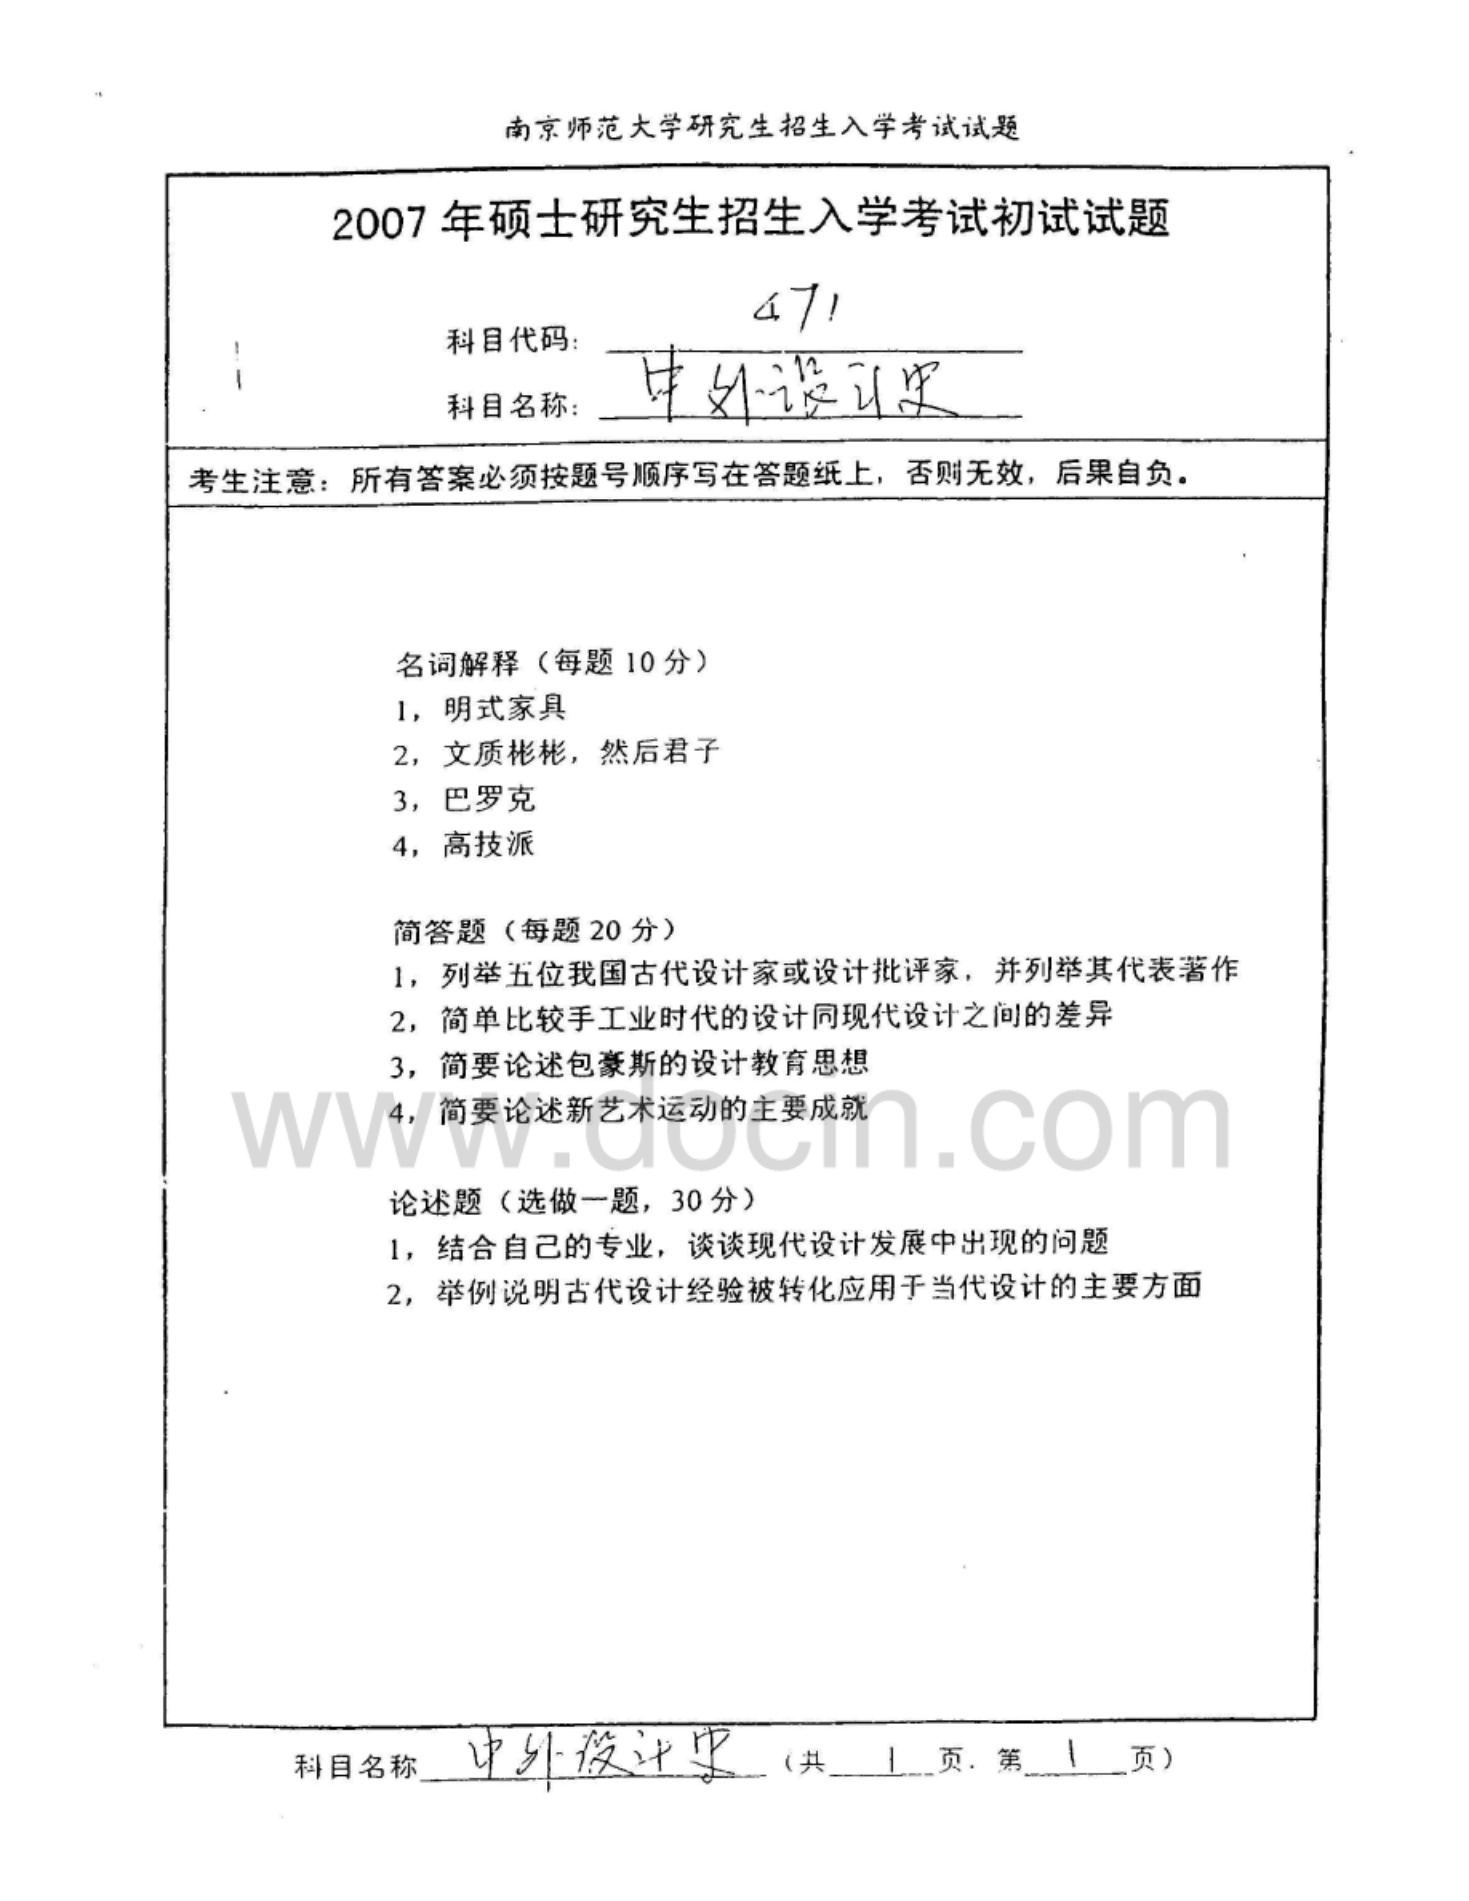 南京师范大学研究生招生入学考试试题
2007 年硕士研究生招生入学考试初试试题
科目代码: 471
科目名称: 中外设计史
考生注意：所有答案必须按题号顺序写在答题纸上，否则无效，后果自负。
名词解释（每题 10 分）
1，明式家具
2，文质彬彬，然后君子
3，巴罗克
4，高技派
简答题（每题 20 分）
1，列举五位我国古代设计家或设计批评家，并列举其代表著作
2，简单比较手工业时代的设计同现代设计之间的差异
3，简要论述包豪斯的设计教育思想
4，简要论述新艺术运动的主要成就
www.docin.com
论述题（选做一题，30 分）
1，结合自己的专业，谈谈现代设计发展中出现的问题
2，举例说明古代设计经验被转化应用于当代设计的主要方面
科目名称 中外设计史 （共 1 页．第 1 页）